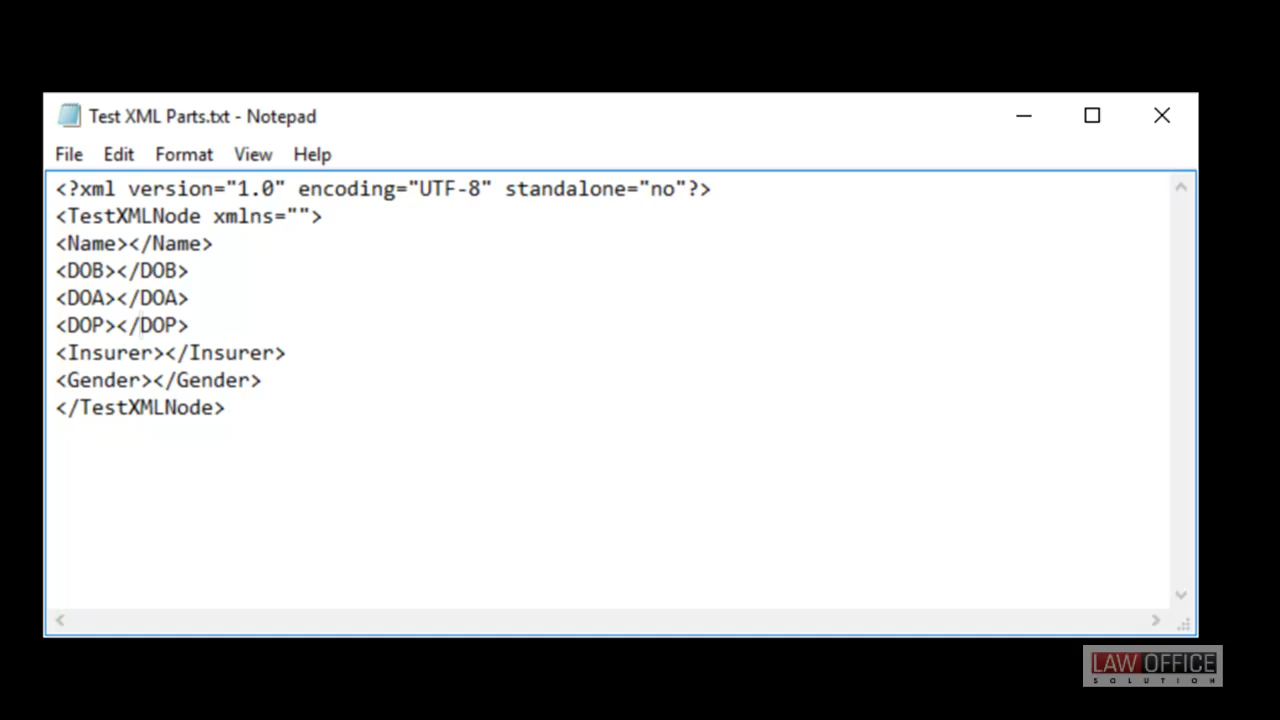 Test XML Parts.txt - Notepad
File Edit Format View Help
<?xml version="1.0" encoding="UTF-8" standalone="no"?>
<TestXMLNode xmlns="">
<Name></Name>
<DOB></DOB>
<DOA></DOA>
<DOP></DOP>
<Insurer></Insurer>
<Gender></Gender>
</TestXMLNode>
LAW OFFICE
SOLUTION